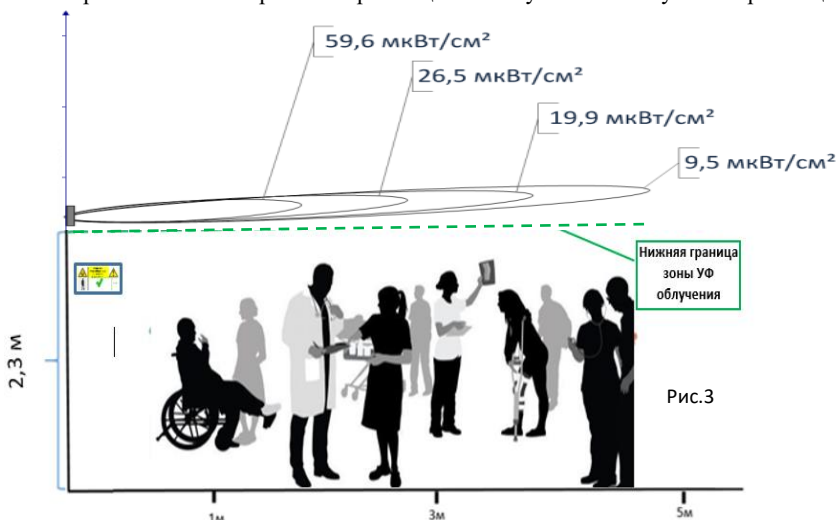 59,6 мкВт/см²
26,5 мкВт/см²
19,9 мкВт/см²
9,5 мкВт/см²
Нижняя граница
зоны УФ
облучения
2,3 м
Рис.3
1м
3м
5м